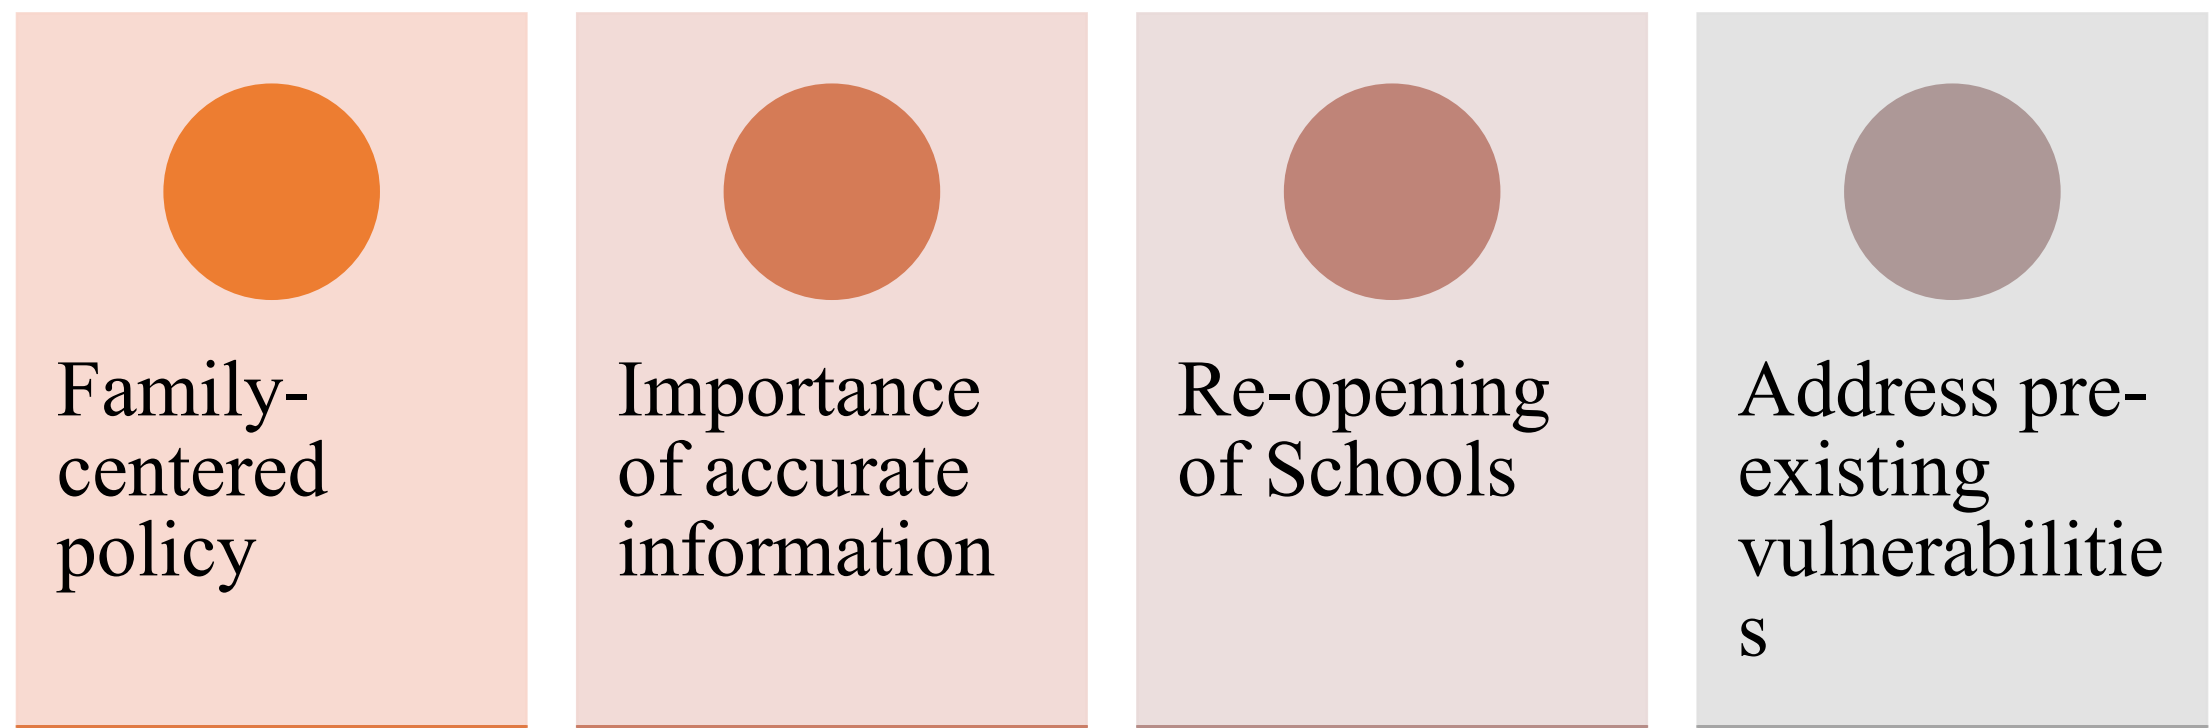 Family-
centered
policy
Importance
of accurate
information
Re-opening
of Schools
Address pre-
existing
vulnerabilitie
s